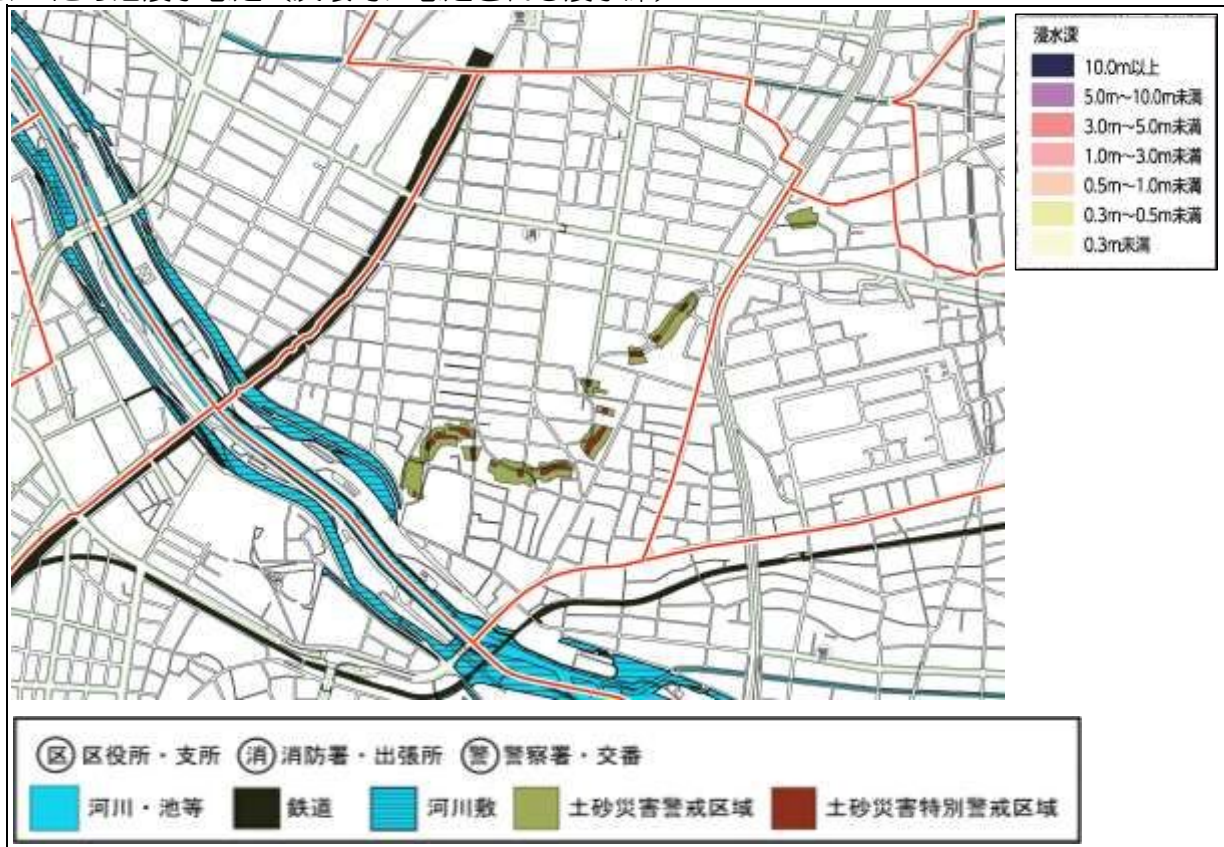 浸水深
10.0m以上
5.0m～10.0m未満
3.0m～5.0m未満
1.0m～3.0m未満
0.5m～1.0m未満
0.3m～0.5m未満
0.3m未満
警
消
警
区 区役所・支所 消 消防署・出張所 警 警察署・交番
河川・池等 鉄道 河川敷 土砂災害警戒区域 土砂災害特別警戒区域